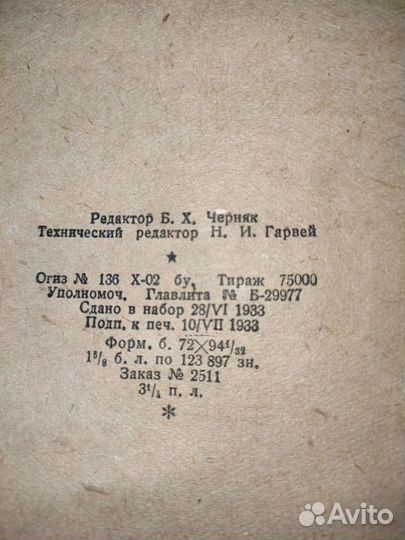 Редактор Б. Х. Черняк
Технический редактор Н. И. Гарвей
★
Огиз № 136 Х-02 бу. Тираж 75000
Уполномоч. Главлита № Б-29977
Сдано в набор 28/VI 1933
Подп. к печ. 10/VII 1933
Форм. б. 72×94¹/₃₂
1⁵/₈ б. л. по 123 897 зн.
Заказ № 2511
3¹/₄ п. л.
*
Avito